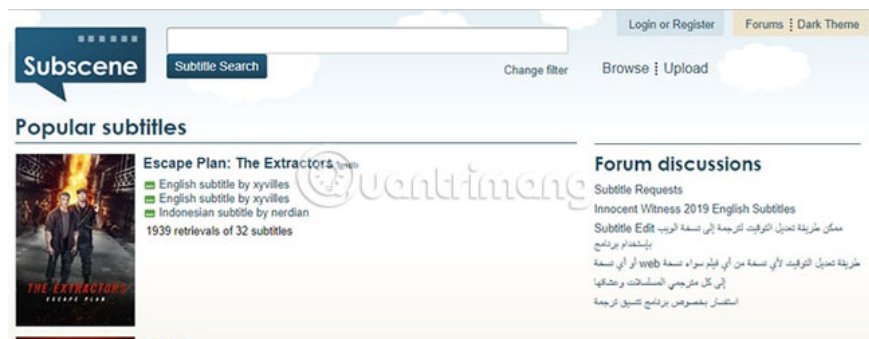 Login or Register
Forums
Dark Theme
Subscene
Subtitle Search
Change filter
Browse
Upload
Popular subtitles
THE EXTRACTORS
ESCAPE PLAN
Escape Plan: The Extractors
English subtitle by xyvilles
English subtitle by xyvilles
Indonesian subtitle by nerdian
1939 retrievals of 32 subtitles
Quantrimang
Forum discussions
Subtitle Requests
Innocent Witness 2019 English Subtitles
ممكن طريقة تعديل التوقيت لترجمة إلى نسخة الويب Subtitle Edit
بإستخدام برنامج
طريقة تعديل التوقيت لأي نسخة من أي فيلم سواء نسخة web أو أي نسخة
إلى كل مترجمي المسلسلات وعشاقها
استفسار بخصوص برنامج تنسيق ترجمة